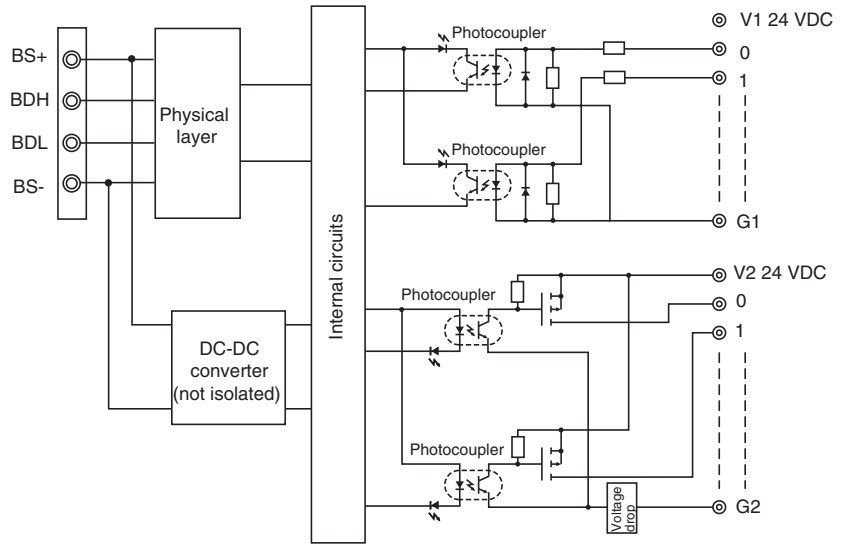 BS+
BDH
BDL
BS-
Physical
layer
DC-DC
converter
(not isolated)
Internal circuits
Photocoupler
Photocoupler
V1 24 VDC
0
1
G1
Photocoupler
Photocoupler
V2 24 VDC
0
1
Voltage
drop
G2